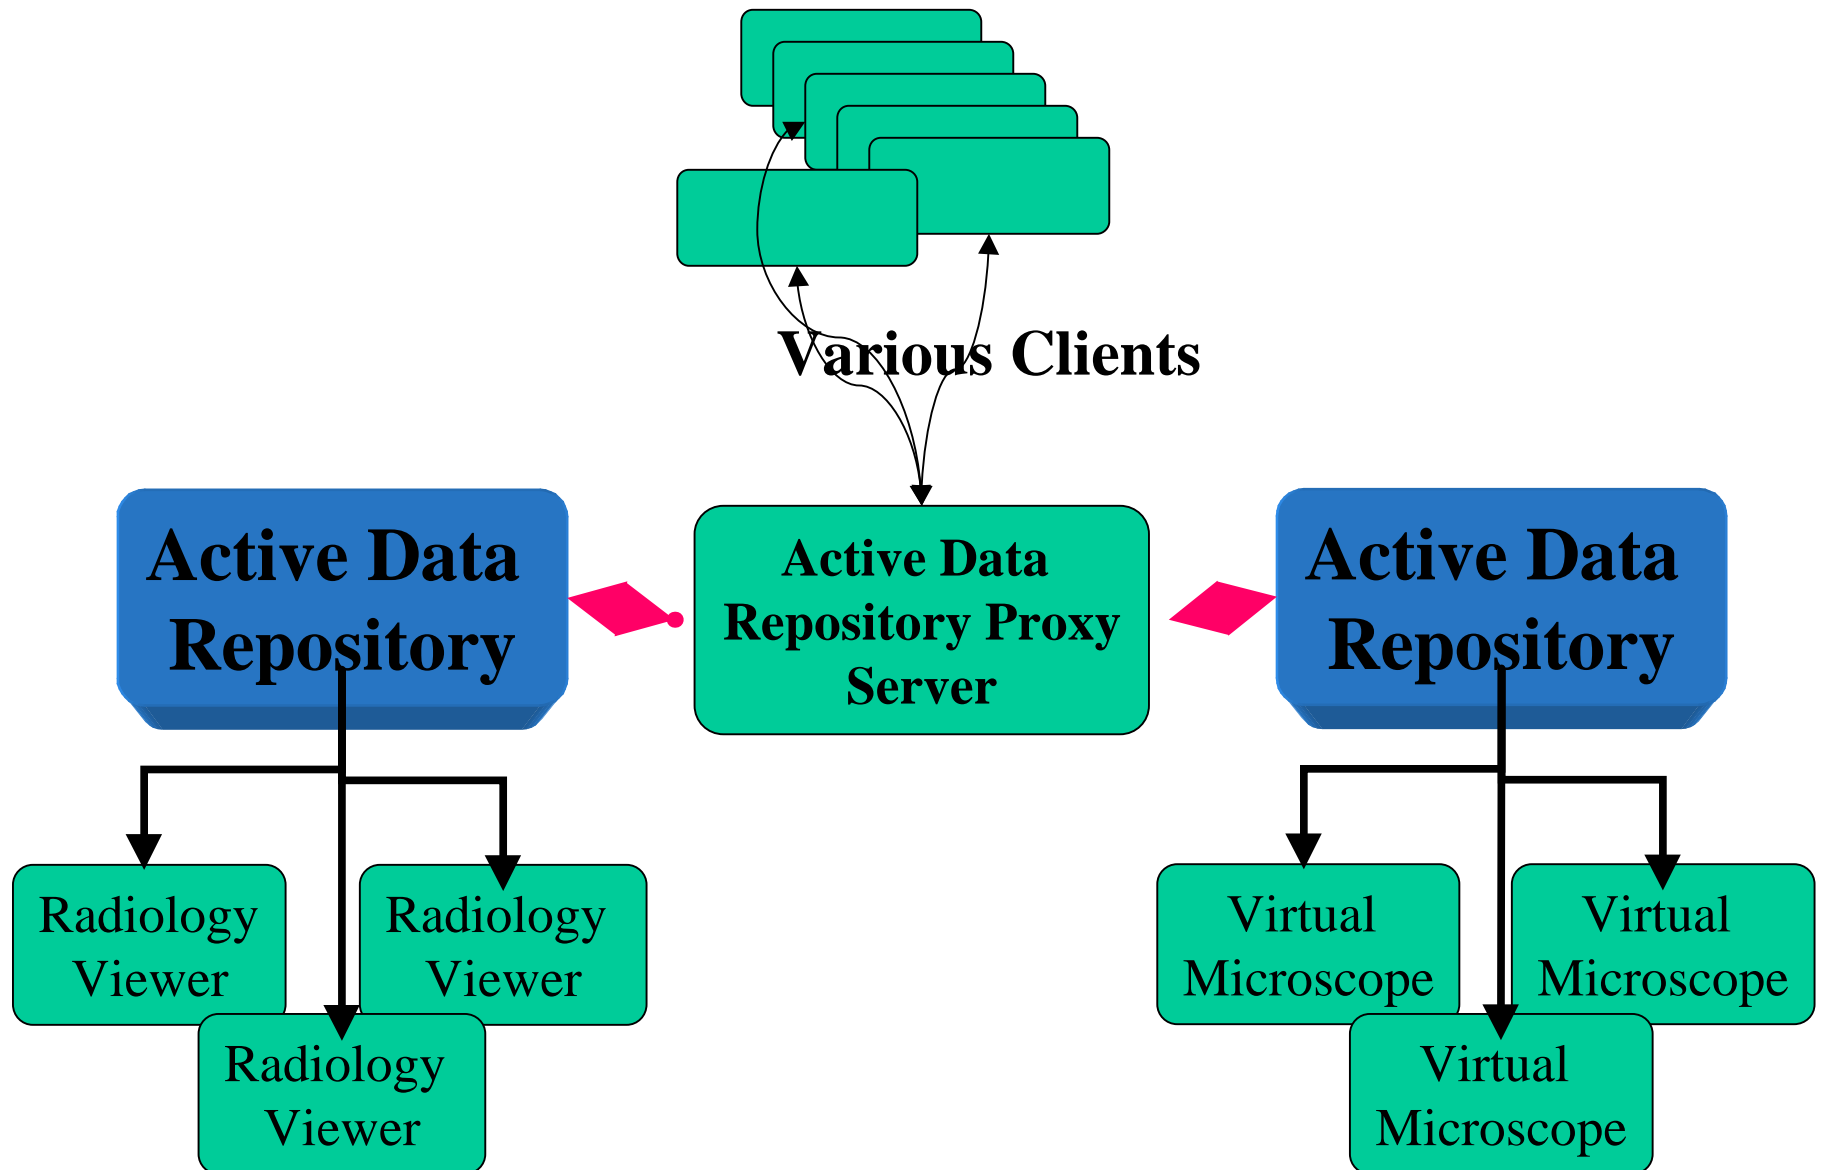 Various Clients
Active Data
Repository
Active Data
Repository Proxy
Server
Active Data
Repository
Radiology
Viewer
Radiology
Viewer
Radiology
Viewer
Virtual
Microscope
Virtual
Microscope
Virtual
Microscope